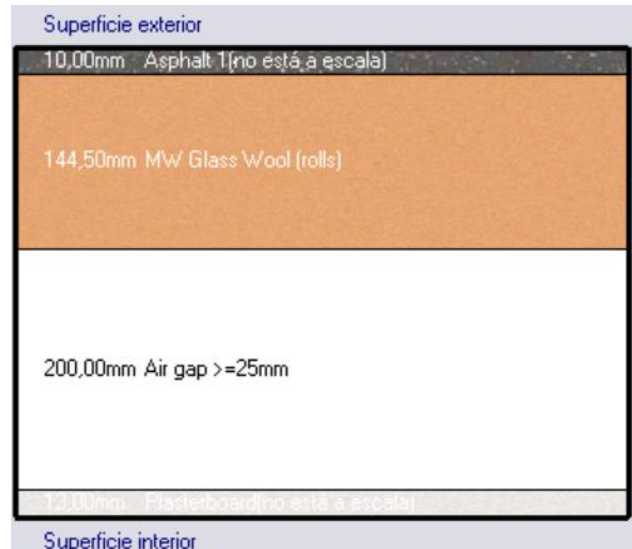 Superficie exterior
10,00mm Asphalt 1(no está a escala)
144,50mm MW Glass Wool (rolls)
200,00mm Air gap >=25mm
13,00mm Plasterboard(no está a escala)
Superficie interior